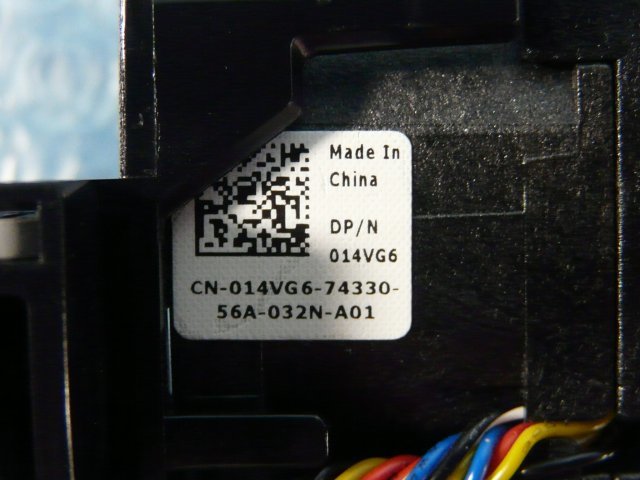 Made In
China
DP/N
014VG6
CN-014VG6-74330-
56A-032N-A01